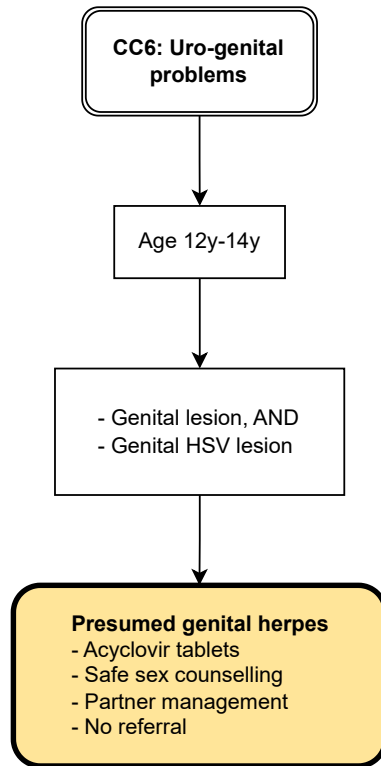 CC6: Uro-genital
problems
Age 12y-14y
- Genital lesion, AND
- Genital HSV lesion
Presumed genital herpes
- Acyclovir tablets
- Safe sex counselling
- Partner management
- No referral